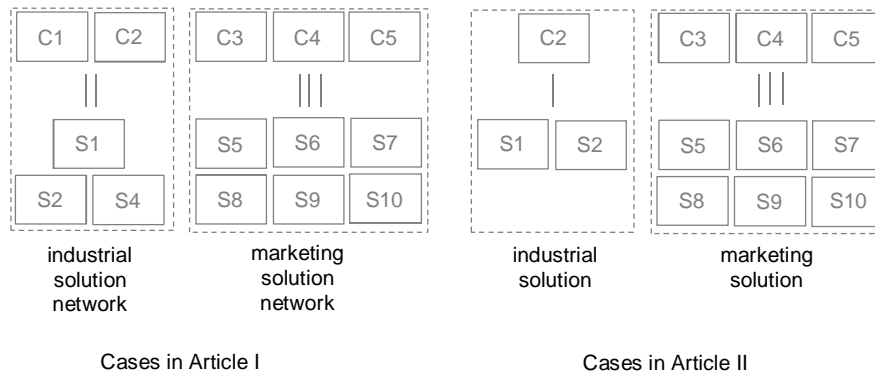 C1 C2 C3 C4 C5 C2 C3 C4 C5
S1 S5 S6 S7 S1 S2 S5 S6 S7
S2 S4 S8 S9 S10 S8 S9 S10
industrial marketing industrial marketing
solution solution solution solution
network network
Cases in Article I Cases in Article II